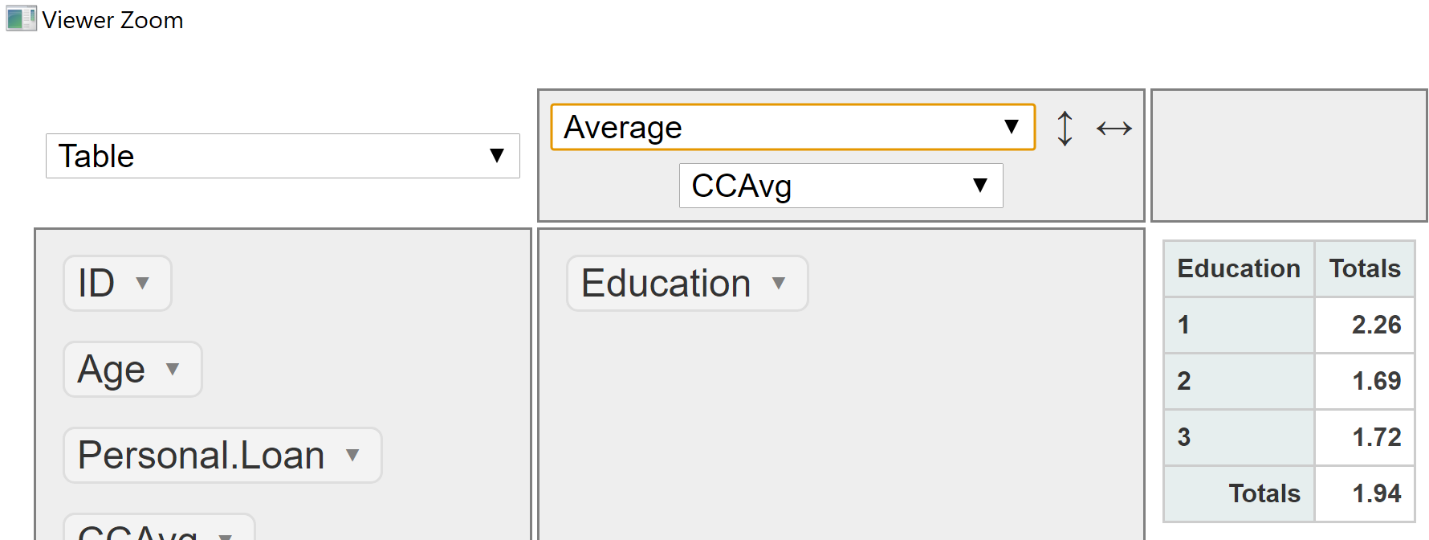 Viewer Zoom
Table
Average
CCAvg
ID
Age
Personal.Loan
CCAvg
Education
Education Totals
1 2.26
2 1.69
3 1.72
Totals 1.94